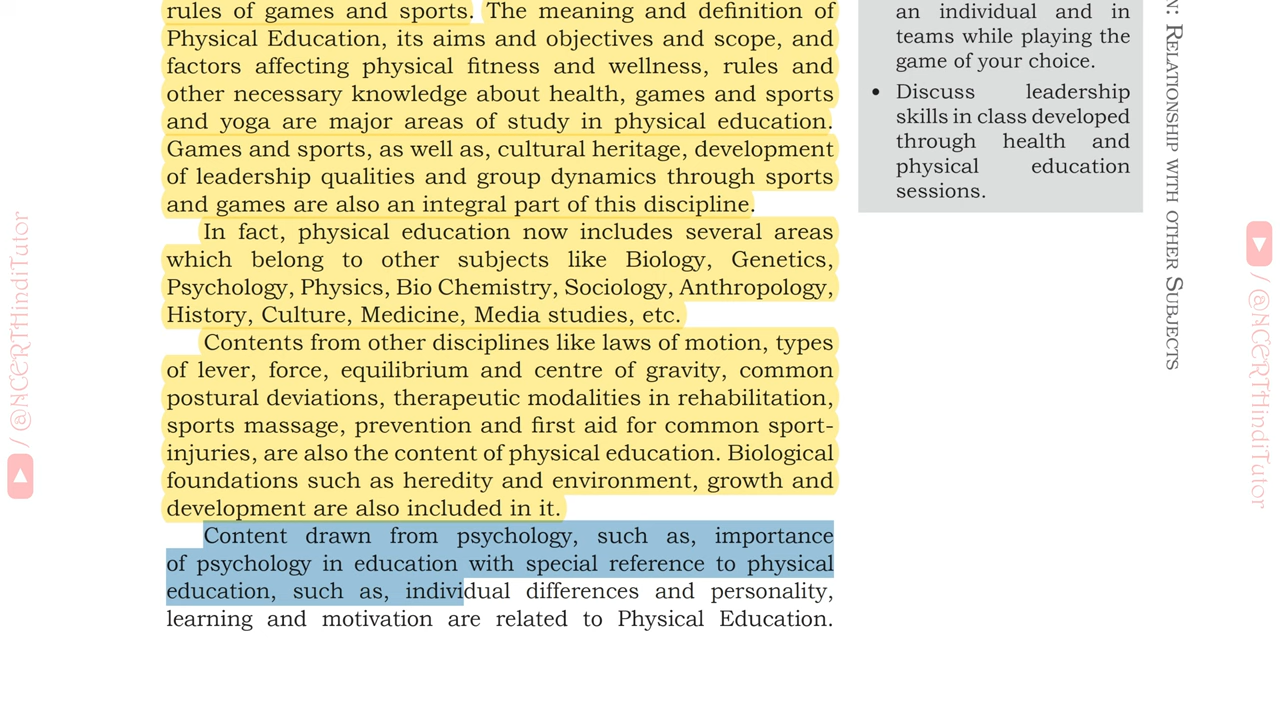 rules of games and sports. The meaning and definition of
Physical Education, its aims and objectives and scope, and
factors affecting physical fitness and wellness, rules and
other necessary knowledge about health, games and sports
and yoga are major areas of study in physical education.
Games and sports, as well as, cultural heritage, development
of leadership qualities and group dynamics through sports
and games are also an integral part of this discipline.
In fact, physical education now includes several areas
which belong to other subjects like Biology, Genetics,
Psychology, Physics, Bio Chemistry, Sociology, Anthropology,
History, Culture, Medicine, Media studies, etc.
Contents from other disciplines like laws of motion, types
of lever, force, equilibrium and centre of gravity, common
postural deviations, therapeutic modalities in rehabilitation,
sports massage, prevention and first aid for common sport-
injuries, are also the content of physical education. Biological
foundations such as heredity and environment, growth and
development are also included in it.
Content drawn from psychology, such as, importance
of psychology in education with special reference to physical
education, such as, individual differences and personality,
learning and motivation are related to Physical Education.
an individual and in
teams while playing the
game of your choice.
• Discuss leadership
skills in class developed
through health and
physical education
sessions.
N: RELATIONSHIP WITH OTHER SUBJECTS
/ @NCERTHindiTutor
/ @NCERTHindiTutor